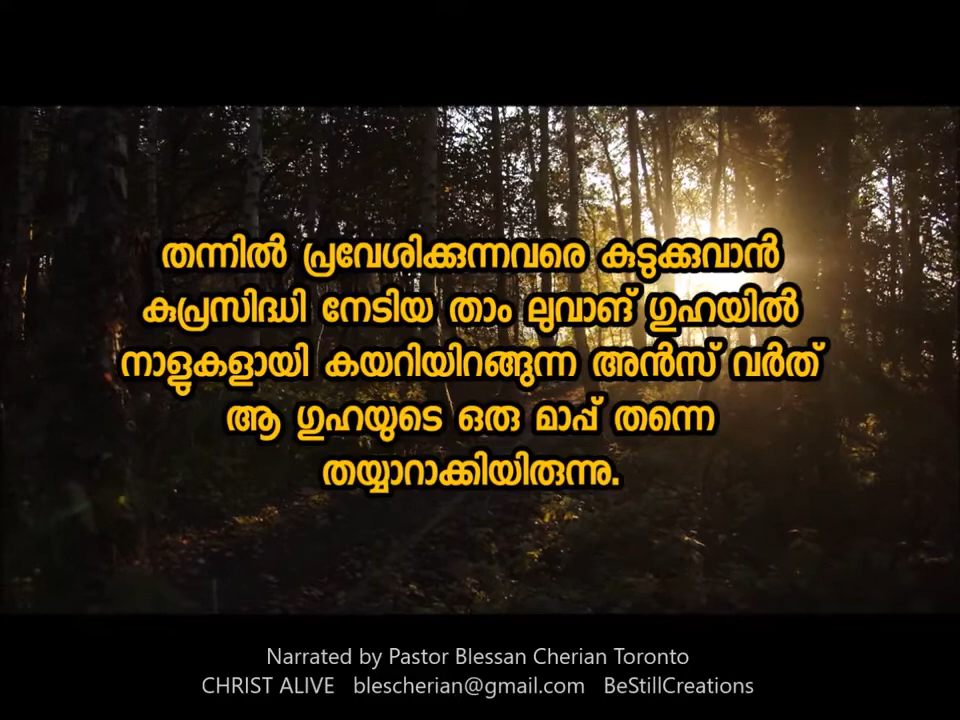 തന്നിൽ പ്രവേശിക്കുന്നവരെ കുടുക്കുവാൻ
കുപ്രസിദ്ധി നേടിയ താം ലുവാങ് ഗുഹയിൽ
നാളുകളായി കയറിയിറങ്ങുന്ന അൻസ് വർത്
ആ ഗുഹയുടെ ഒരു മാപ്പ് തന്നെ
തയ്യാറാക്കിയിരുന്നു.
Narrated by Pastor Blessan Cherian Toronto
CHRIST ALIVE blescherian@gmail.com BeStillCreations